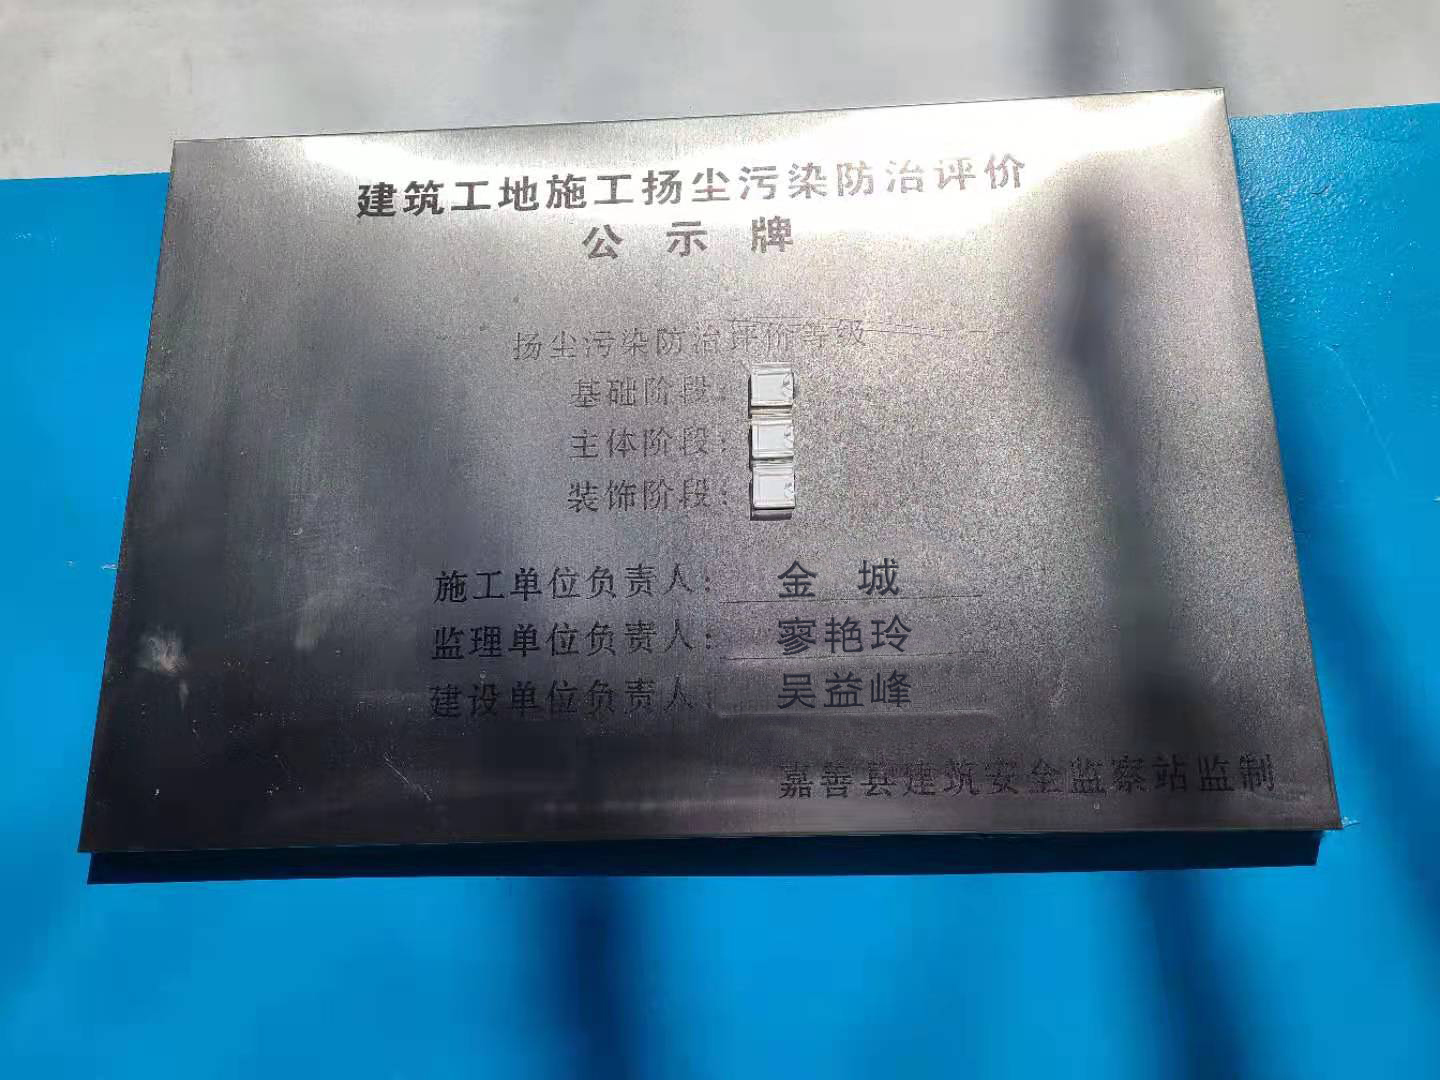 建筑工地施工扬尘污染防治评价
公示牌
扬尘污染防治评价等级
基础阶段:
主体阶段:
装饰阶段:
施工单位负责人: 金城
监理单位负责人: 廖艳玲
建设单位负责人: 吴益峰
嘉善县建筑安全监察站监制